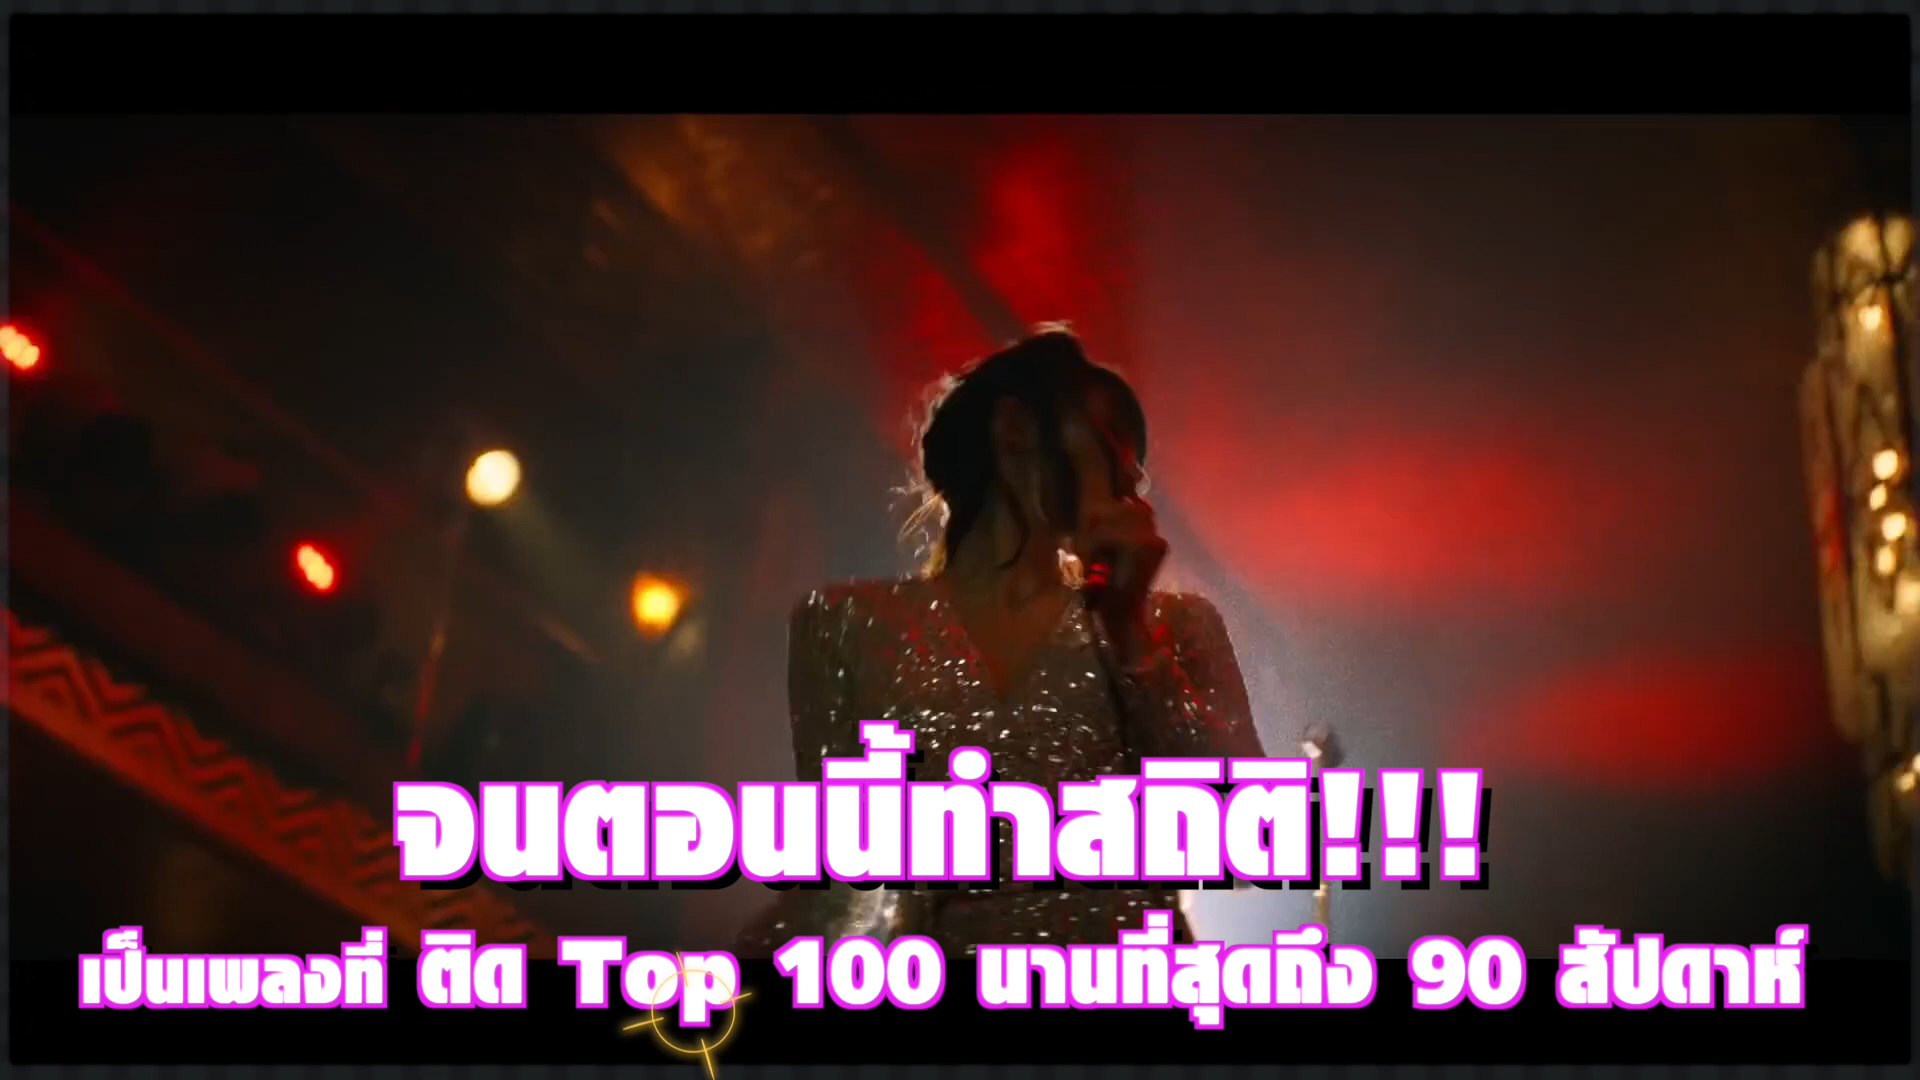 จนตอนนี้ทำสถิติ!!!
เป็นเพลงที่ ติด Top 100 นานที่สุดถึง 90 สัปดาห์